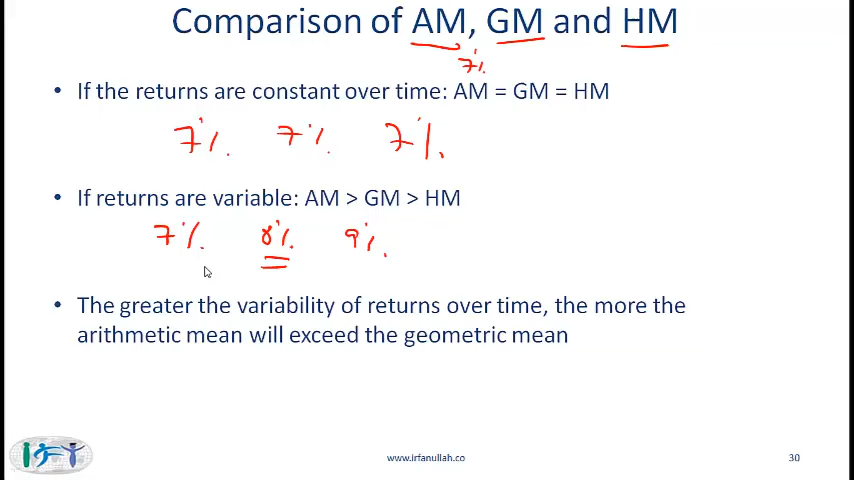 Comparison of AM, GM and HM
7%
• If the returns are constant over time: AM = GM = HM
7% 7% 7%
• If returns are variable: AM > GM > HM
7% 8% 9%
• The greater the variability of returns over time, the more the
arithmetic mean will exceed the geometric mean
IFT
www.irfanullah.co
30